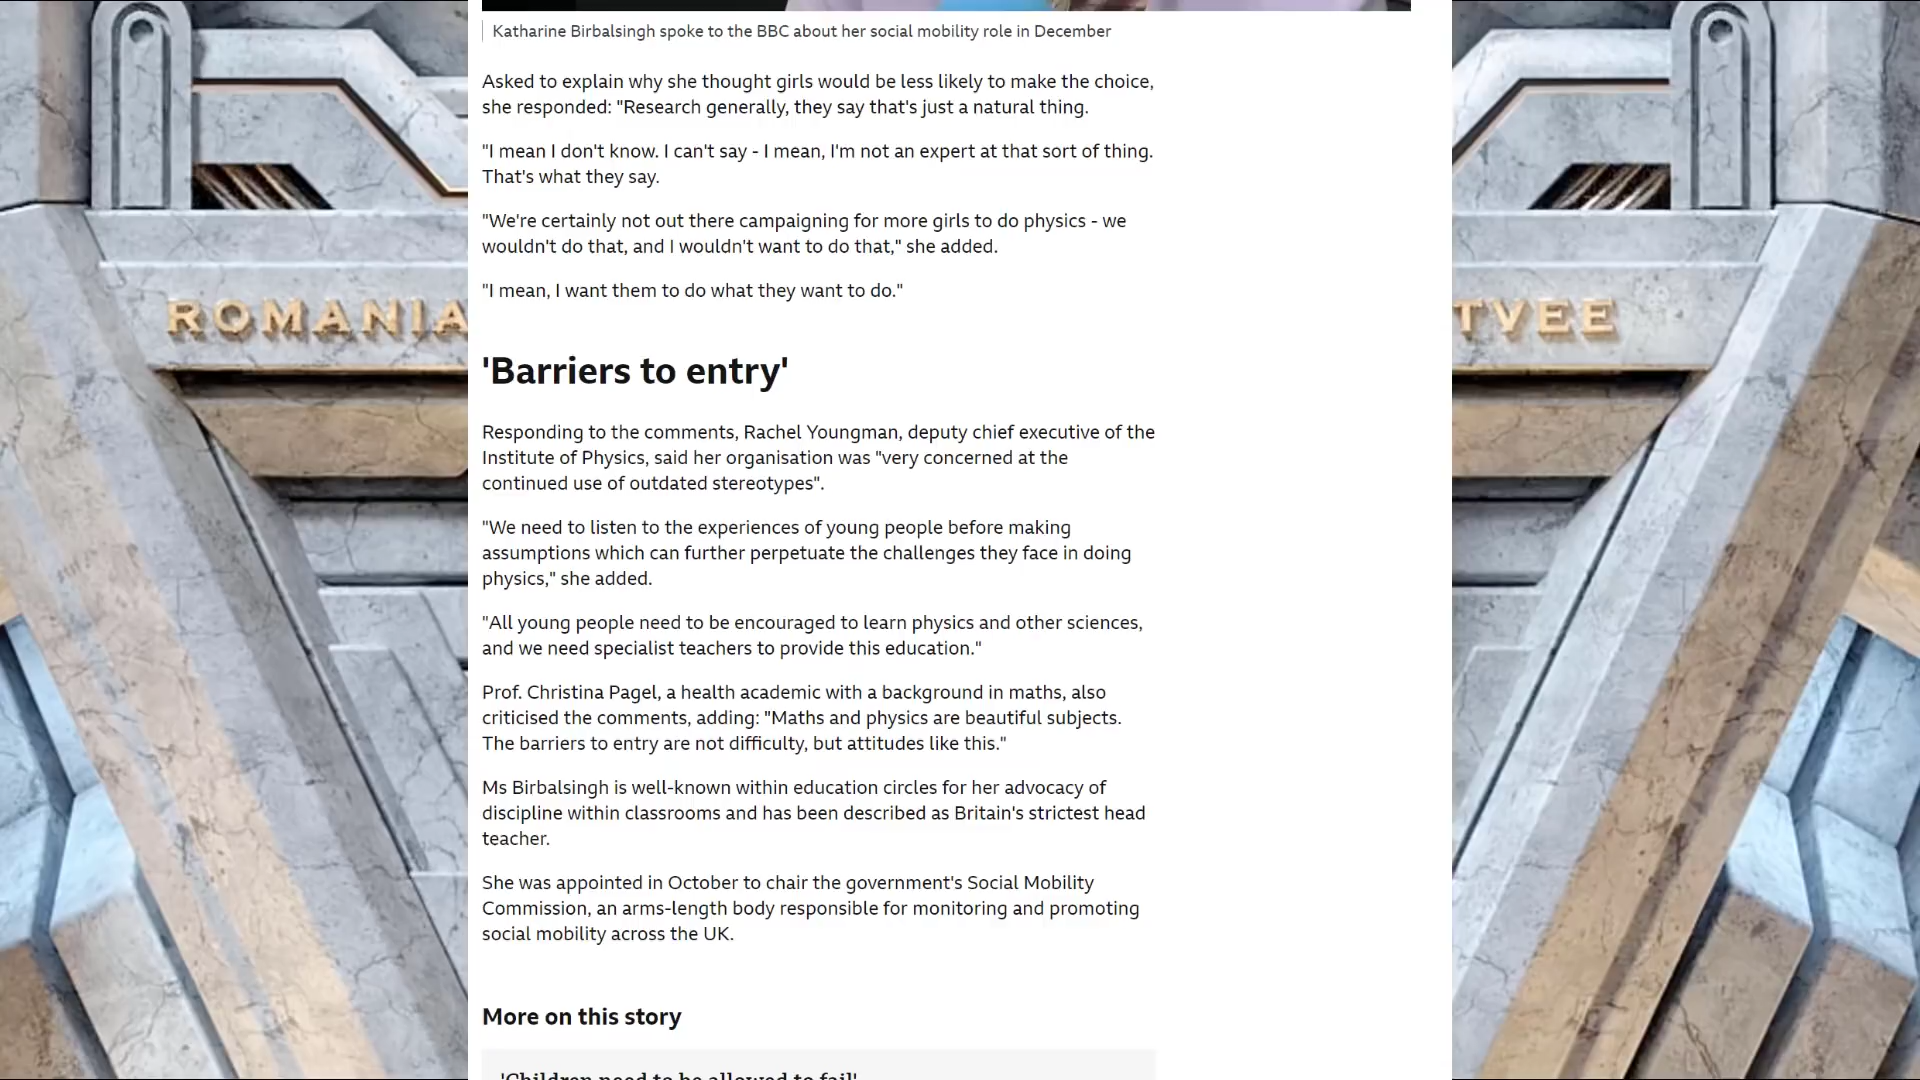 Katharine Birbalsingh spoke to the BBC about her social mobility role in December
Asked to explain why she thought girls would be less likely to make the choice,
she responded: "Research generally, they say that's just a natural thing.
"I mean I don't know. I can't say - I mean, I'm not an expert at that sort of thing.
That's what they say.
"We're certainly not out there campaigning for more girls to do physics - we
wouldn't do that, and I wouldn't want to do that," she added.
"I mean, I want them to do what they want to do."
ROMANIA
TVEE
'Barriers to entry'
Responding to the comments, Rachel Youngman, deputy chief executive of the
Institute of Physics, said her organisation was "very concerned at the
continued use of outdated stereotypes".
"We need to listen to the experiences of young people before making
assumptions which can further perpetuate the challenges they face in doing
physics," she added.
"All young people need to be encouraged to learn physics and other sciences,
and we need specialist teachers to provide this education."
Prof. Christina Pagel, a health academic with a background in maths, also
criticised the comments, adding: "Maths and physics are beautiful subjects.
The barriers to entry are not difficulty, but attitudes like this."
Ms Birbalsingh is well-known within education circles for her advocacy of
discipline within classrooms and has been described as Britain's strictest head
teacher.
She was appointed in October to chair the government's Social Mobility
Commission, an arms-length body responsible for monitoring and promoting
social mobility across the UK.
More on this story
'Children need to be allowed to fail'